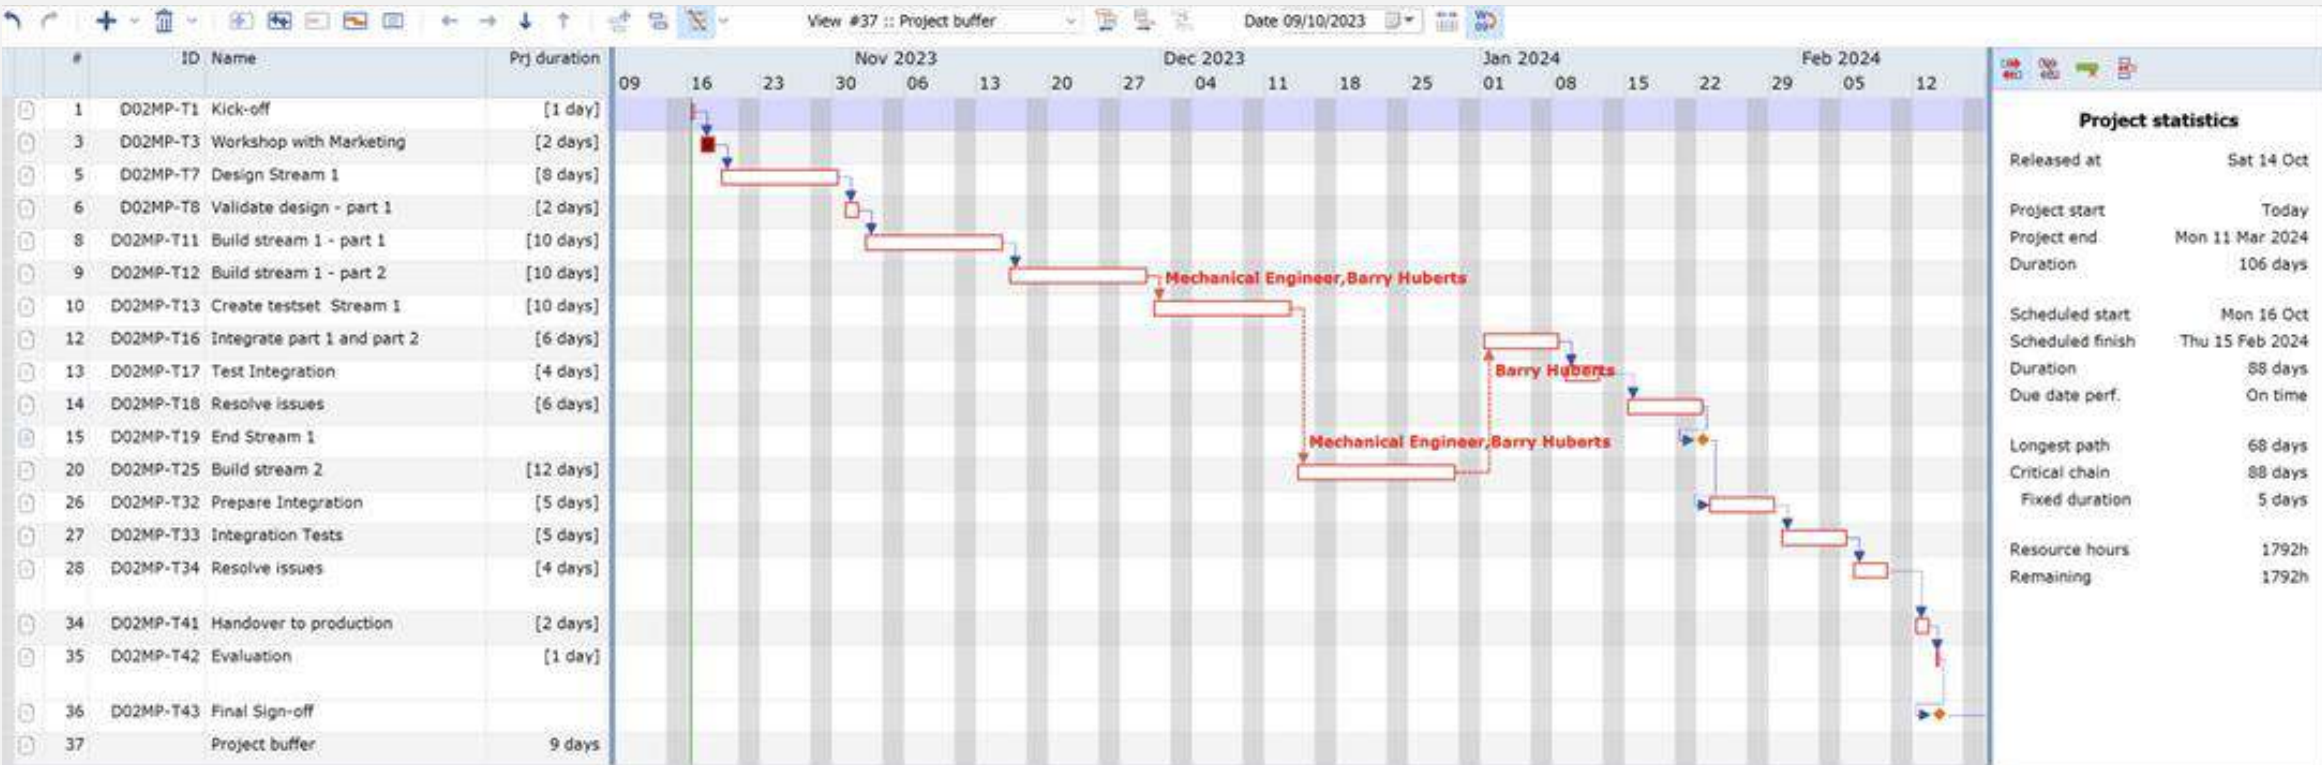 View #37 :: Project buffer Date 09/10/2023
# ID Name Prj duration
Nov 2023 Dec 2023 Jan 2024 Feb 2024
09 16 23 30 06 13 20 27 04 11 18 25 01 08 15 22 29 05 12
1 D02MP-T1 Kick-off [1 day]
3 D02MP-T3 Workshop with Marketing [2 days]
5 D02MP-T7 Design Stream 1 [8 days]
6 D02MP-T8 Validate design - part 1 [2 days]
8 D02MP-T11 Build stream 1 - part 1 [10 days]
9 D02MP-T12 Build stream 1 - part 2 [10 days]
Mechanical Engineer,Barry Huberts
10 D02MP-T13 Create testset Stream 1 [10 days]
12 D02MP-T16 Integrate part 1 and part 2 [6 days]
13 D02MP-T17 Test Integration [4 days]
Barry Huberts
14 D02MP-T18 Resolve issues [6 days]
15 D02MP-T19 End Stream 1
Mechanical Engineer,Barry Huberts
20 D02MP-T25 Build stream 2 [12 days]
26 D02MP-T32 Prepare Integration [5 days]
27 D02MP-T33 Integration Tests [5 days]
28 D02MP-T34 Resolve issues [4 days]
34 D02MP-T41 Handover to production [2 days]
35 D02MP-T42 Evaluation [1 day]
36 D02MP-T43 Final Sign-off
37 Project buffer 9 days
Project statistics
Released at Sat 14 Oct
Project start Today
Project end Mon 11 Mar 2024
Duration 106 days
Scheduled start Mon 16 Oct
Scheduled finish Thu 15 Feb 2024
Duration 88 days
Due date perf. On time
Longest path 68 days
Critical chain 88 days
Fixed duration 5 days
Resource hours 1792h
Remaining 1792h